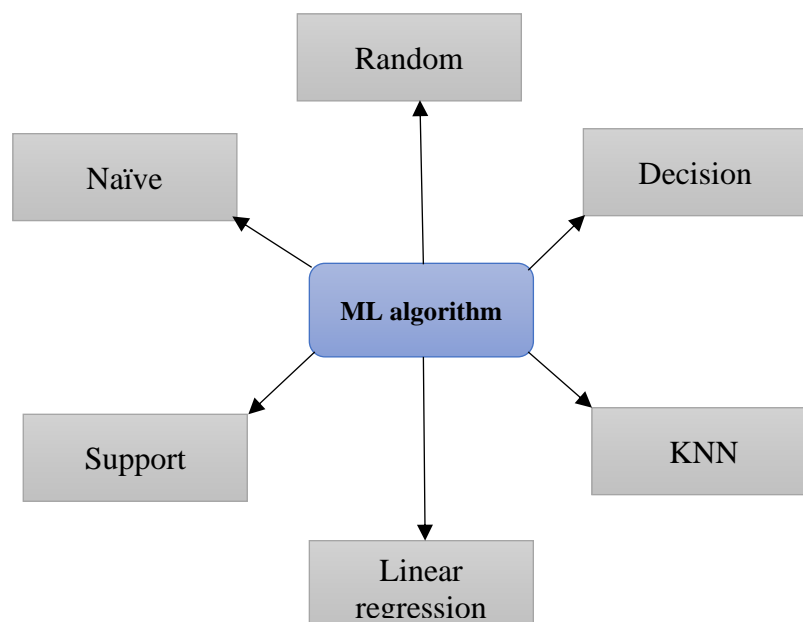 Random
Naïve
Decision
ML algorithm
Support
KNN
Linear
regression